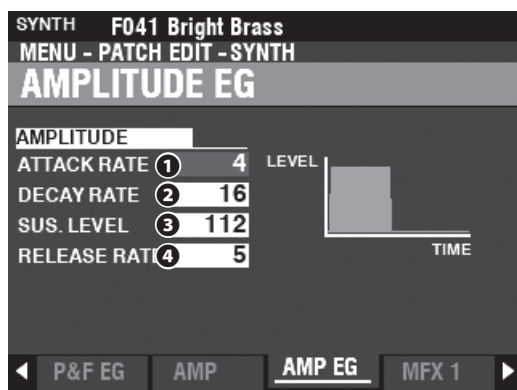 SYNTH F041 Bright Brass
MENU - PATCH EDIT - SYNTH
AMPLITUDE EG
AMPLITUDE
ATTACK RATE 1 4
DECAY RATE 2 16
SUS. LEVEL 3 112
RELEASE RATE 4 5
LEVEL
TIME
P&F EG AMP AMP EG MFX 1